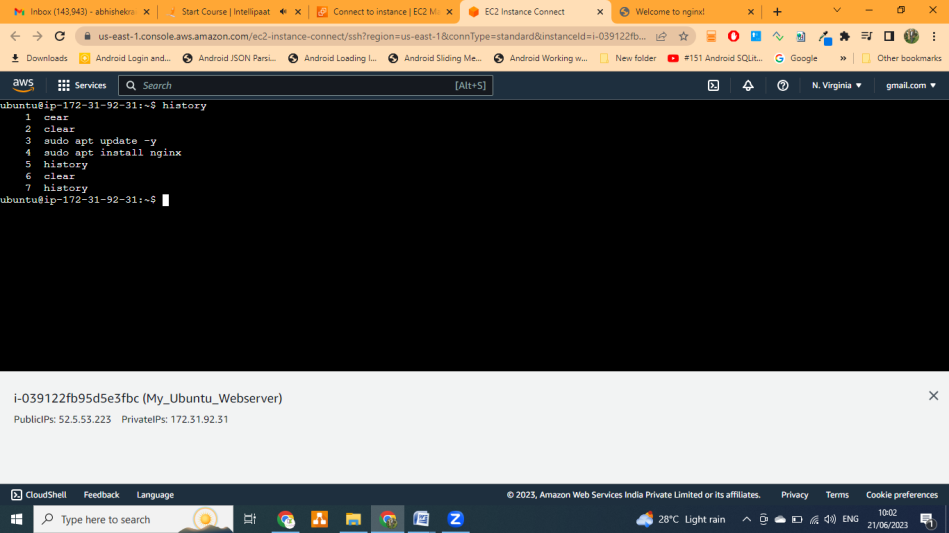 Inbox (143,943) - abhishekra
Start Course | Intellipaat
Connect to instance | EC2 Ma
EC2 Instance Connect
Welcome to nginx!
us-east-1.console.aws.amazon.com/ec2-instance-connect/ssh?region=us-east-1&connType=standard&instanceId=i-039122fb...
Downloads
Android Login and...
Android JSON Parsi...
Android Loading I...
Android Sliding Me...
Android Working w...
New folder
#151 Android SQLit...
Google
»
Other bookmarks
aws
Services
Search
[Alt+S]
N. Virginia
gmail.com
ubuntu@ip-172-31-92-31:~$ history
1 cear
2 clear
3 sudo apt update -y
4 sudo apt install nginx
5 history
6 clear
7 history
ubuntu@ip-172-31-92-31:~$
i-039122fb95d5e3fbc (My_Ubuntu_Webserver)
PublicIPs: 52.5.53.223 PrivateIPs: 172.31.92.31
CloudShell
Feedback
Language
© 2023, Amazon Web Services India Private Limited or its affiliates.
Privacy
Terms
Cookie preferences
Type here to search
28°C Light rain
ENG
10:02
21/06/2023
1